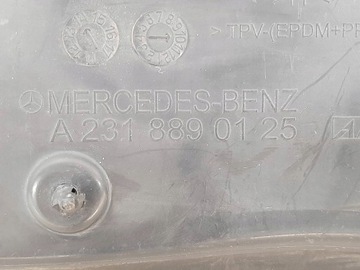 > TPV-(EPDM+PP
MERCEDES-BENZ
A 231 889 01 25